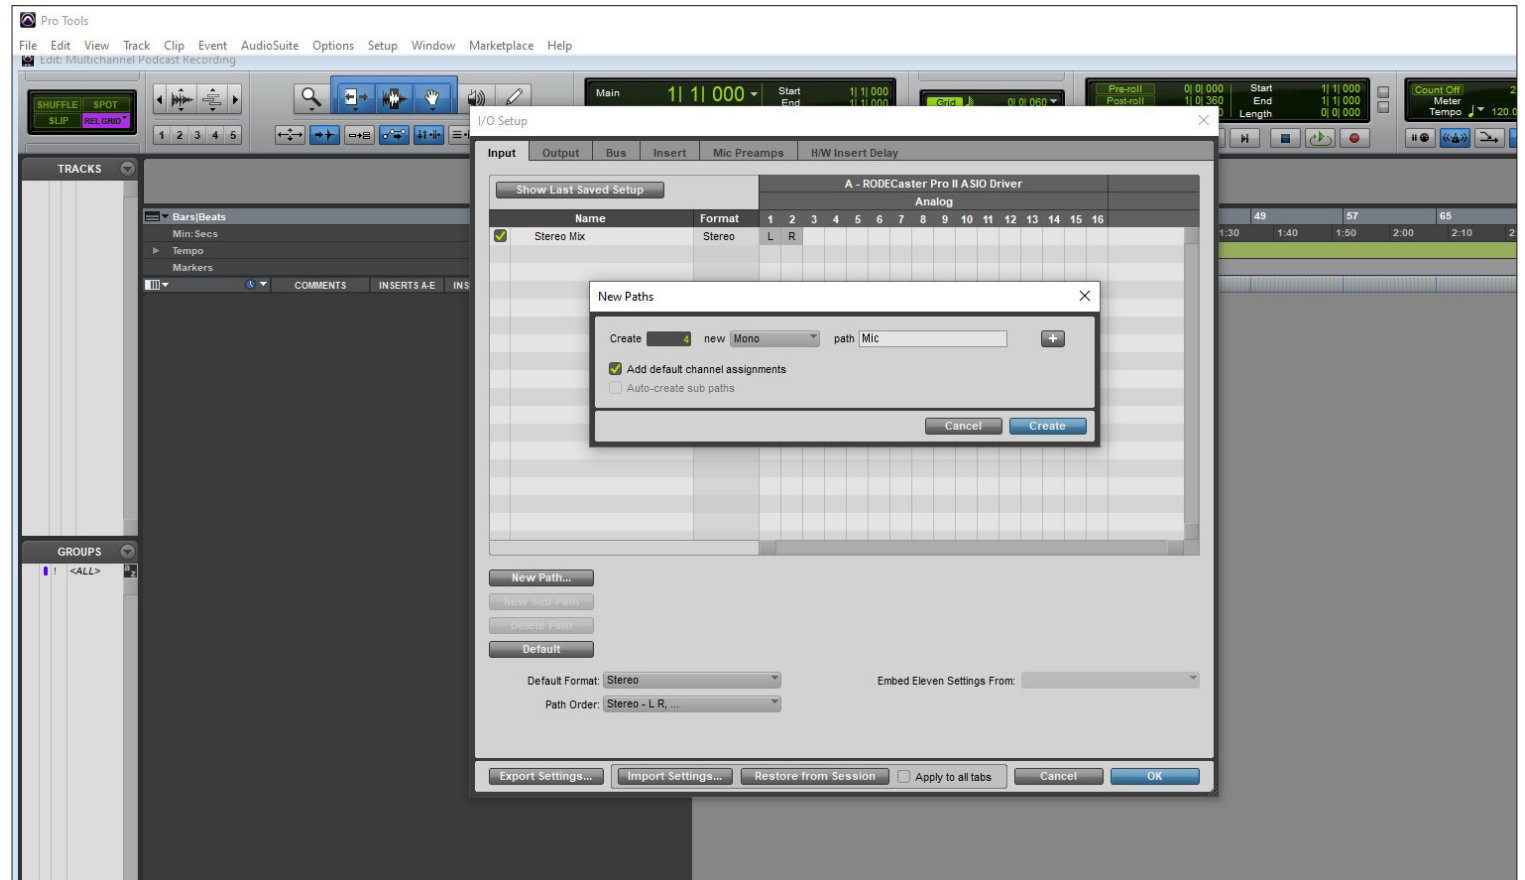 Pro Tools
File Edit View Track Clip Event AudioSuite Options Setup Window Marketplace Help
Edit: Multichannel Podcast Recording
SHUFFLE SPOT
SLIP REL GRID
1 2 3 4 5
Main 1| 1| 000
Start 1| 1| 000
End 1| 1| 000
Grid 0| 0| 060
Pre-roll 0| 0| 000
Post-roll 1| 0| 360
Start 1| 1| 000
End 1| 1| 000
Length 0| 0| 000
Count Off
Meter
Tempo 120.0
TRACKS
Bars|Beats
Min:Secs
Tempo
Markers
COMMENTS INSERTS A-E INS
49 57 65
1:30 1:40 1:50 2:00 2:10
GROUPS
! <ALL> a z
I/O Setup
Input Output Bus Insert Mic Preamps H/W Insert Delay
Show Last Saved Setup
A - RODECaster Pro II ASIO Driver
Analog
Name Format 1 2 3 4 5 6 7 8 9 10 11 12 13 14 15 16
Stereo Mix Stereo L R
New Paths
Create 4 new Mono path Mic
Add default channel assignments
Auto-create sub paths
Cancel Create
New Path...
New Sub-Path
Delete Path
Default
Default Format: Stereo
Embed Eleven Settings From:
Path Order: Stereo - L R, ...
Export Settings... Import Settings... Restore from Session Apply to all tabs Cancel OK